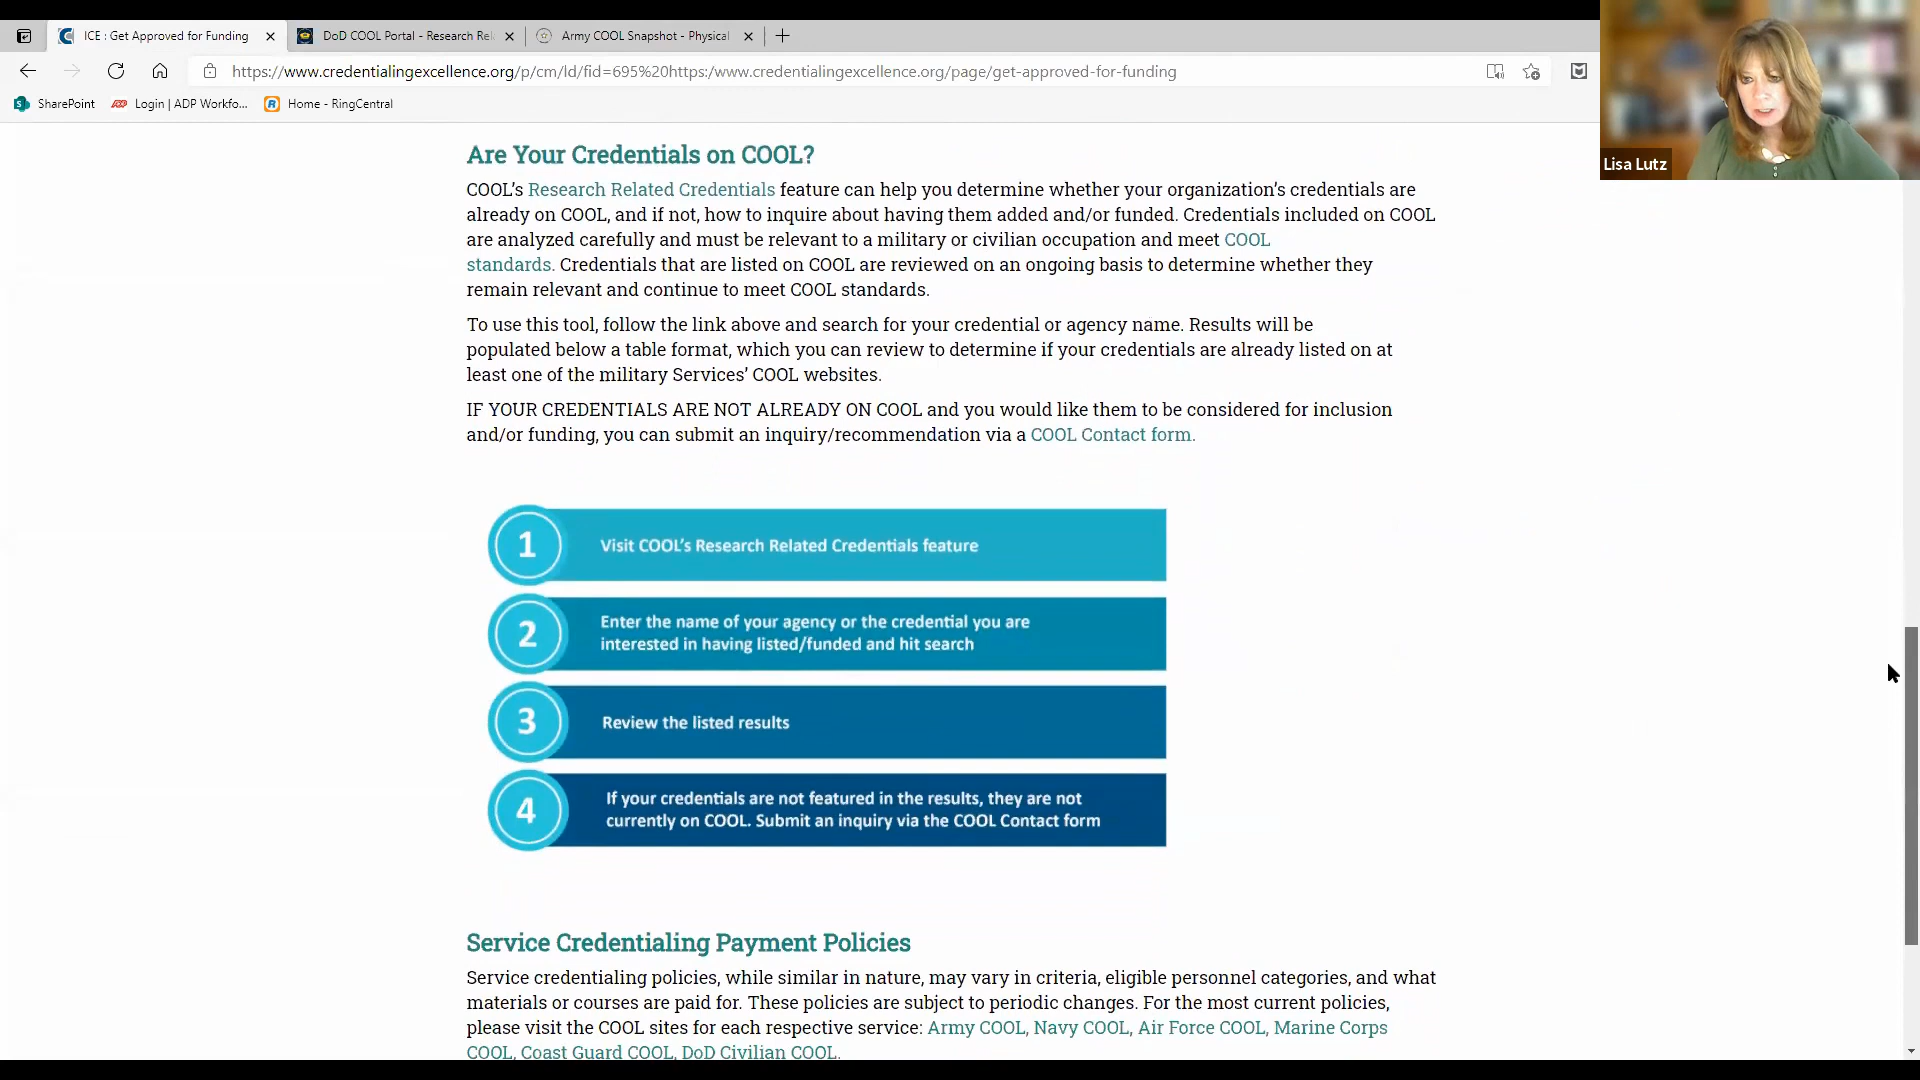 ICE : Get Approved for Funding
DoD COOL Portal - Research Rel
Army COOL Snapshot - Physical
https://www.credentialingexcellence.org/p/cm/ld/fid=695%20https:/www.credentialingexcellence.org/page/get-approved-for-funding
SharePoint
Login | ADP Workfo...
Home - RingCentral
Lisa Lutz
Are Your Credentials on COOL?
COOL's Research Related Credentials feature can help you determine whether your organization's credentials are
already on COOL, and if not, how to inquire about having them added and/or funded. Credentials included on COOL
are analyzed carefully and must be relevant to a military or civilian occupation and meet COOL
standards. Credentials that are listed on COOL are reviewed on an ongoing basis to determine whether they
remain relevant and continue to meet COOL standards.
To use this tool, follow the link above and search for your credential or agency name. Results will be
populated below a table format, which you can review to determine if your credentials are already listed on at
least one of the military Services' COOL websites.
IF YOUR CREDENTIALS ARE NOT ALREADY ON COOL and you would like them to be considered for inclusion
and/or funding, you can submit an inquiry/recommendation via a COOL Contact form.
1
Visit COOL's Research Related Credentials feature
2
Enter the name of your agency or the credential you are
interested in having listed/funded and hit search
3
Review the listed results
4
If your credentials are not featured in the results, they are not
currently on COOL. Submit an inquiry via the COOL Contact form
Service Credentialing Payment Policies
Service credentialing policies, while similar in nature, may vary in criteria, eligible personnel categories, and what
materials or courses are paid for. These policies are subject to periodic changes. For the most current policies,
please visit the COOL sites for each respective service: Army COOL, Navy COOL, Air Force COOL, Marine Corps
COOL, Coast Guard COOL, DoD Civilian COOL.